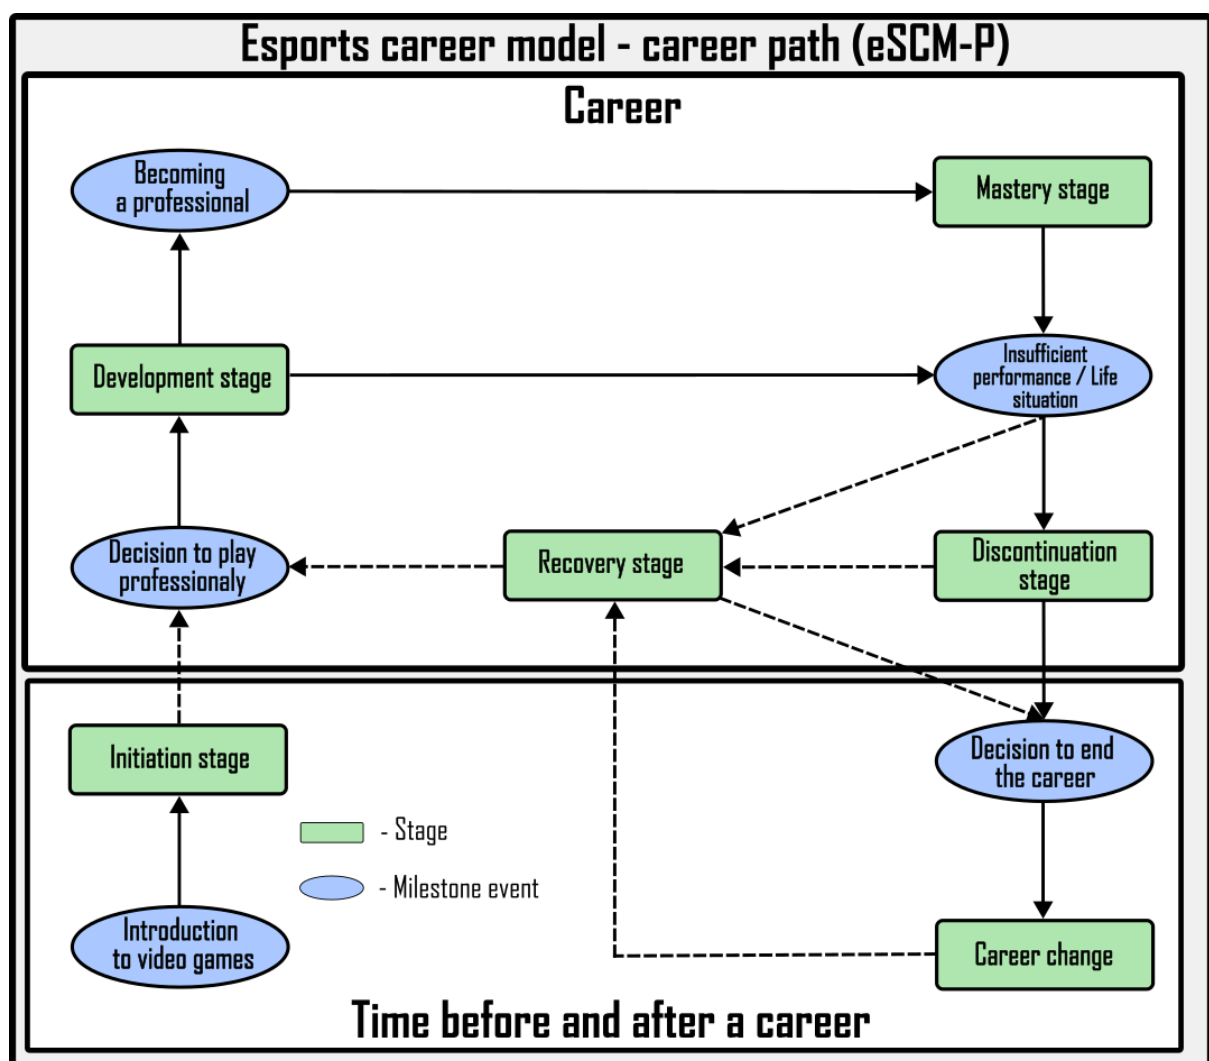 Esports career model - career path (eSCM-P)
Career
Becoming
a professional
Mastery stage
Development stage
Insufficient
performance / Life
situation
Decision to play
professionaly
Recovery stage
Discontinuation
stage
Initiation stage
Decision to end
the career
- Stage
- Milestone event
Introduction
to video games
Career change
Time before and after a career